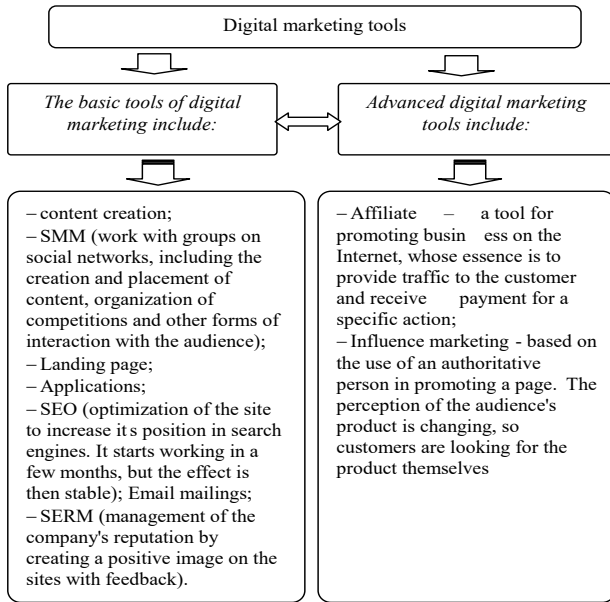 Digital marketing tools
The basic tools of digital
marketing include:
Advanced digital marketing
tools include:
– content creation;
– SMM (work with groups on
social networks, including the
creation and placement of
content, organization of
competitions and other forms of
interaction with the audience);
– Landing page;
– Applications;
– SEO (optimization of the site
to increase its position in search
engines. It starts working in a
few months, but the effect is
then stable); Email mailings;
– SERM (management of the
company's reputation by
creating a positive image on the
sites with feedback).
– Affiliate – a tool for
promoting busin ess on the
Internet, whose essence is to
provide traffic to the customer
and receive payment for a
specific action;
– Influence marketing - based on
the use of an authoritative
person in promoting a page. The
perception of the audience's
product is changing, so
customers are looking for the
product themselves